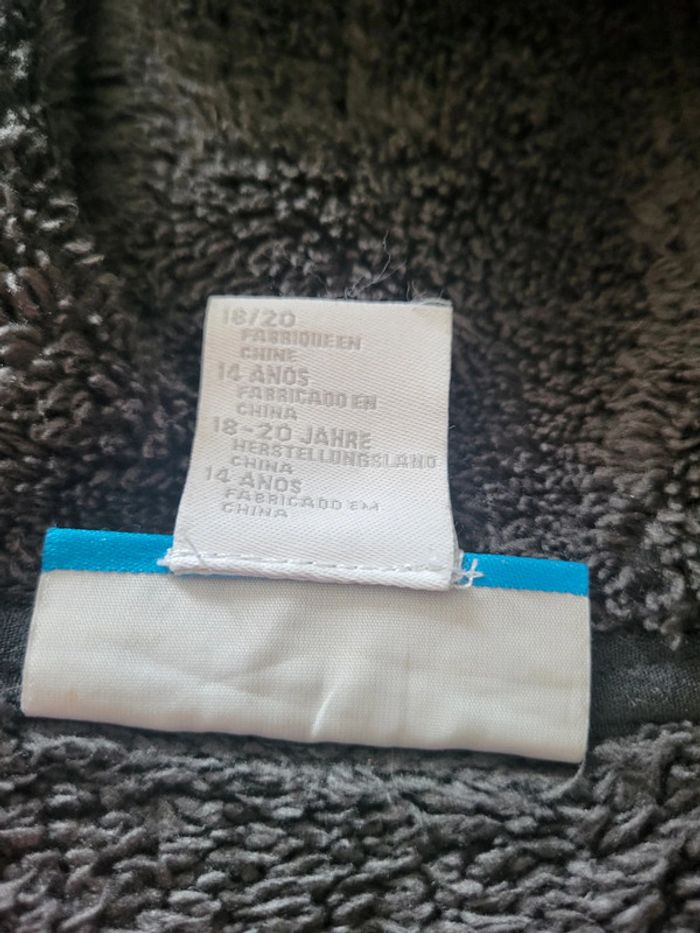 18/20
FABRIQUE EN
CHINE
14 ANOS
FABRICADO EN
CHINA
18-20 JAHRE
HERSTELLUNGSLAND
CHINA
14 ANOS
FABRICADO EM
CHINA